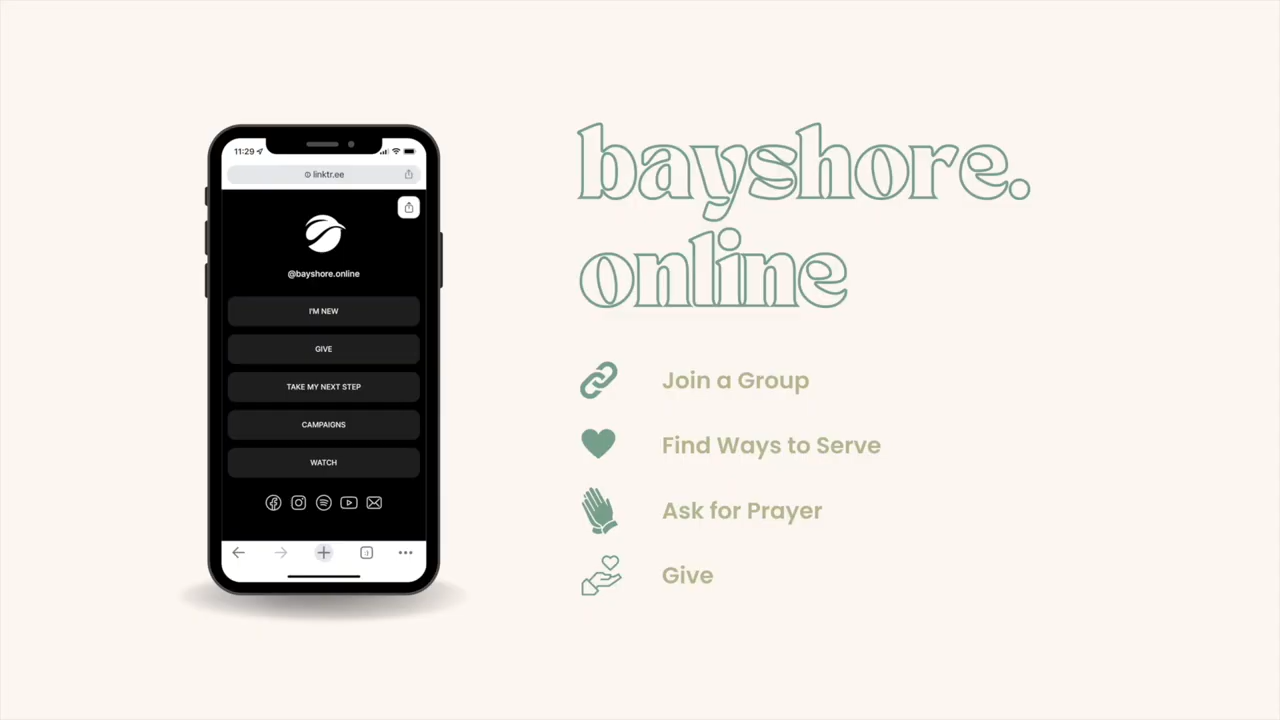 11:29
linktr.ee
@bayshore.online
I'M NEW
GIVE
TAKE MY NEXT STEP
CAMPAIGNS
WATCH
:)
bayshore.
online
Join a Group
Find Ways to Serve
Ask for Prayer
Give